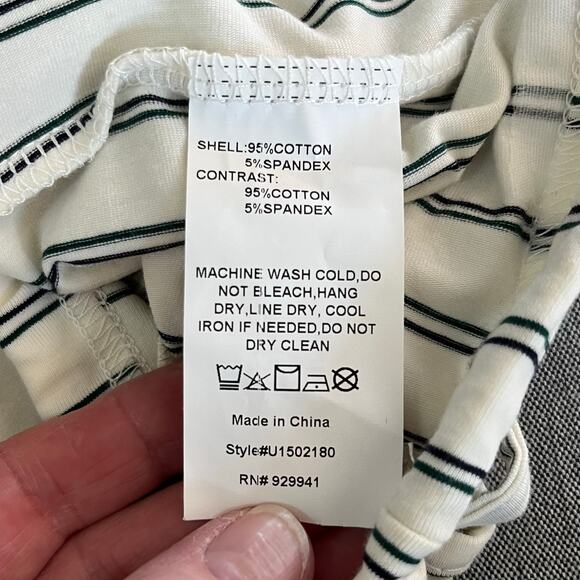 SHELL:95%COTTON
5%SPANDEX
CONTRAST:
95%COTTON
5%SPANDEX
MACHINE WASH COLD,DO
NOT BLEACH,HANG
DRY,LINE DRY, COOL
IRON IF NEEDED,DO NOT
DRY CLEAN
Made in China
Style#U1502180
RN# 929941